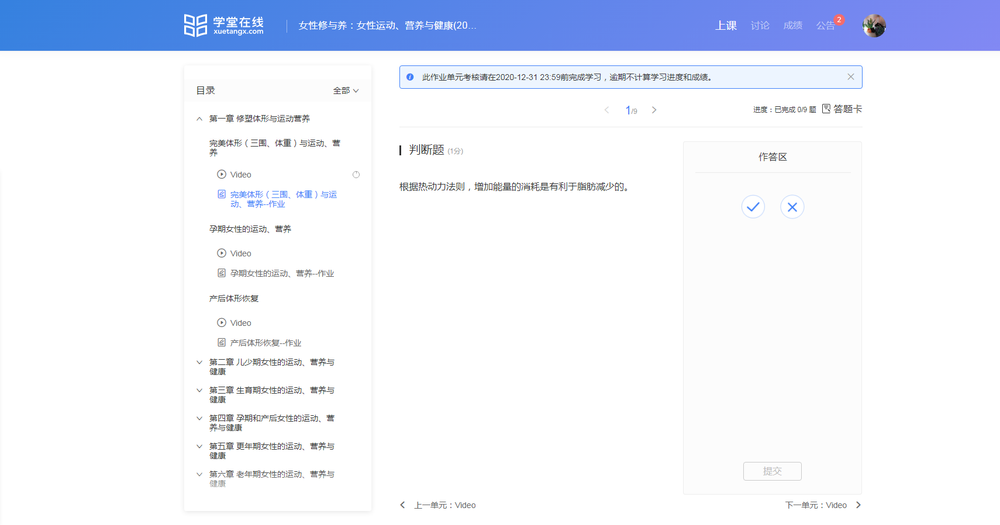 学堂在线
xuetangx.com
女性修与养：女性运动、营养与健康(20...
上课
讨论
成绩
公告
2
目录
全部
第一章 修塑体形与运动营养
完美体形（三围、体重）与运动、营
养
Video
完美体形（三围、体重）与运
动、营养--作业
孕期女性的运动、营养
Video
孕期女性的运动、营养--作业
产后体形恢复
Video
产后体形恢复--作业
第二章 儿少期女性的运动、营养与
健康
第三章 生育期女性的运动、营养与
健康
第四章 孕期和产后女性的运动、营
养与健康
第五章 更年期女性的运动、营养与
健康
第六章 老年期女性的运动、营养与
健康
此作业单元考核请在2020-12-31 23:59前完成学习，逾期不计算学习进度和成绩。
1/9
进度：已完成 0/9 题
答题卡
判断题 (1分)
根据热动力法则，增加能量的消耗是有利于脂肪减少的。
作答区
提交
上一单元：Video
下一单元：Video